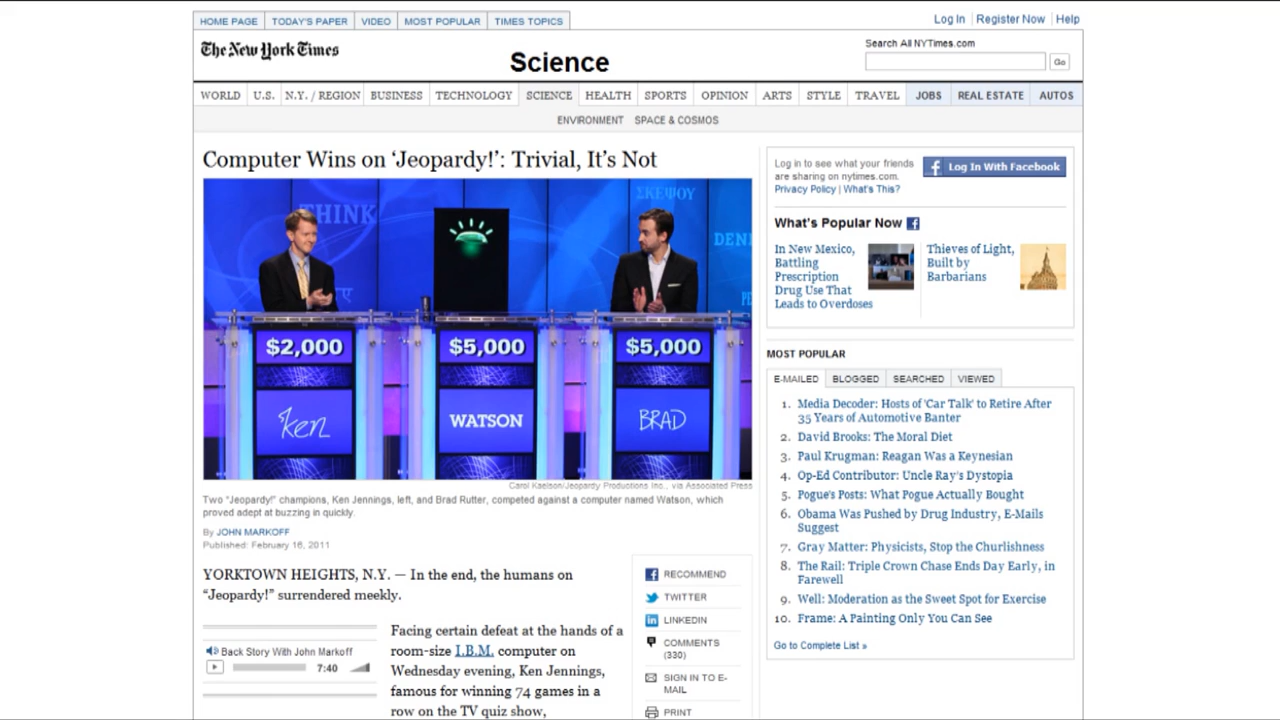 HOME PAGE
TODAY'S PAPER
VIDEO
MOST POPULAR
TIMES TOPICS
Log In
Register Now
Help
The New York Times
Science
Search All NYTimes.com
Go
WORLD
U.S.
N.Y. / REGION
BUSINESS
TECHNOLOGY
SCIENCE
HEALTH
SPORTS
OPINION
ARTS
STYLE
TRAVEL
JOBS
REAL ESTATE
AUTOS
ENVIRONMENT
SPACE & COSMOS
Computer Wins on ‘Jeopardy!’: Trivial, It’s Not
THINK
ΣΚΕΨΟΥ
$2,000
$5,000
$5,000
Ken
WATSON
BRAD
Carol Kaelson/Jeopardy Productions Inc., via Associated Press
Two “Jeopardy!” champions, Ken Jennings, left, and Brad Rutter, competed against a computer named Watson, which
proved adept at buzzing in quickly.
By JOHN MARKOFF
Published: February 16, 2011
YORKTOWN HEIGHTS, N.Y. — In the end, the humans on
“Jeopardy!” surrendered meekly.
Back Story With John Markoff
7:40
Facing certain defeat at the hands of a
room-size I.B.M. computer on
Wednesday evening, Ken Jennings,
famous for winning 74 games in a
row on the TV quiz show,
RECOMMEND
TWITTER
LINKEDIN
COMMENTS
(330)
SIGN IN TO E-
MAIL
PRINT
Log in to see what your friends
are sharing on nytimes.com.
Privacy Policy | What's This?
Log In With Facebook
What's Popular Now
In New Mexico,
Battling
Prescription
Drug Use That
Leads to Overdoses
Thieves of Light,
Built by
Barbarians
MOST POPULAR
E-MAILED
BLOGGED
SEARCHED
VIEWED
1. Media Decoder: Hosts of 'Car Talk' to Retire After
35 Years of Automotive Banter
2. David Brooks: The Moral Diet
3. Paul Krugman: Reagan Was a Keynesian
4. Op-Ed Contributor: Uncle Ray's Dystopia
5. Pogue's Posts: What Pogue Actually Bought
6. Obama Was Pushed by Drug Industry, E-Mails
Suggest
7. Gray Matter: Physicists, Stop the Churlishness
8. The Rail: Triple Crown Chase Ends Day Early, in
Farewell
9. Well: Moderation as the Sweet Spot for Exercise
10. Frame: A Painting Only You Can See
Go to Complete List »